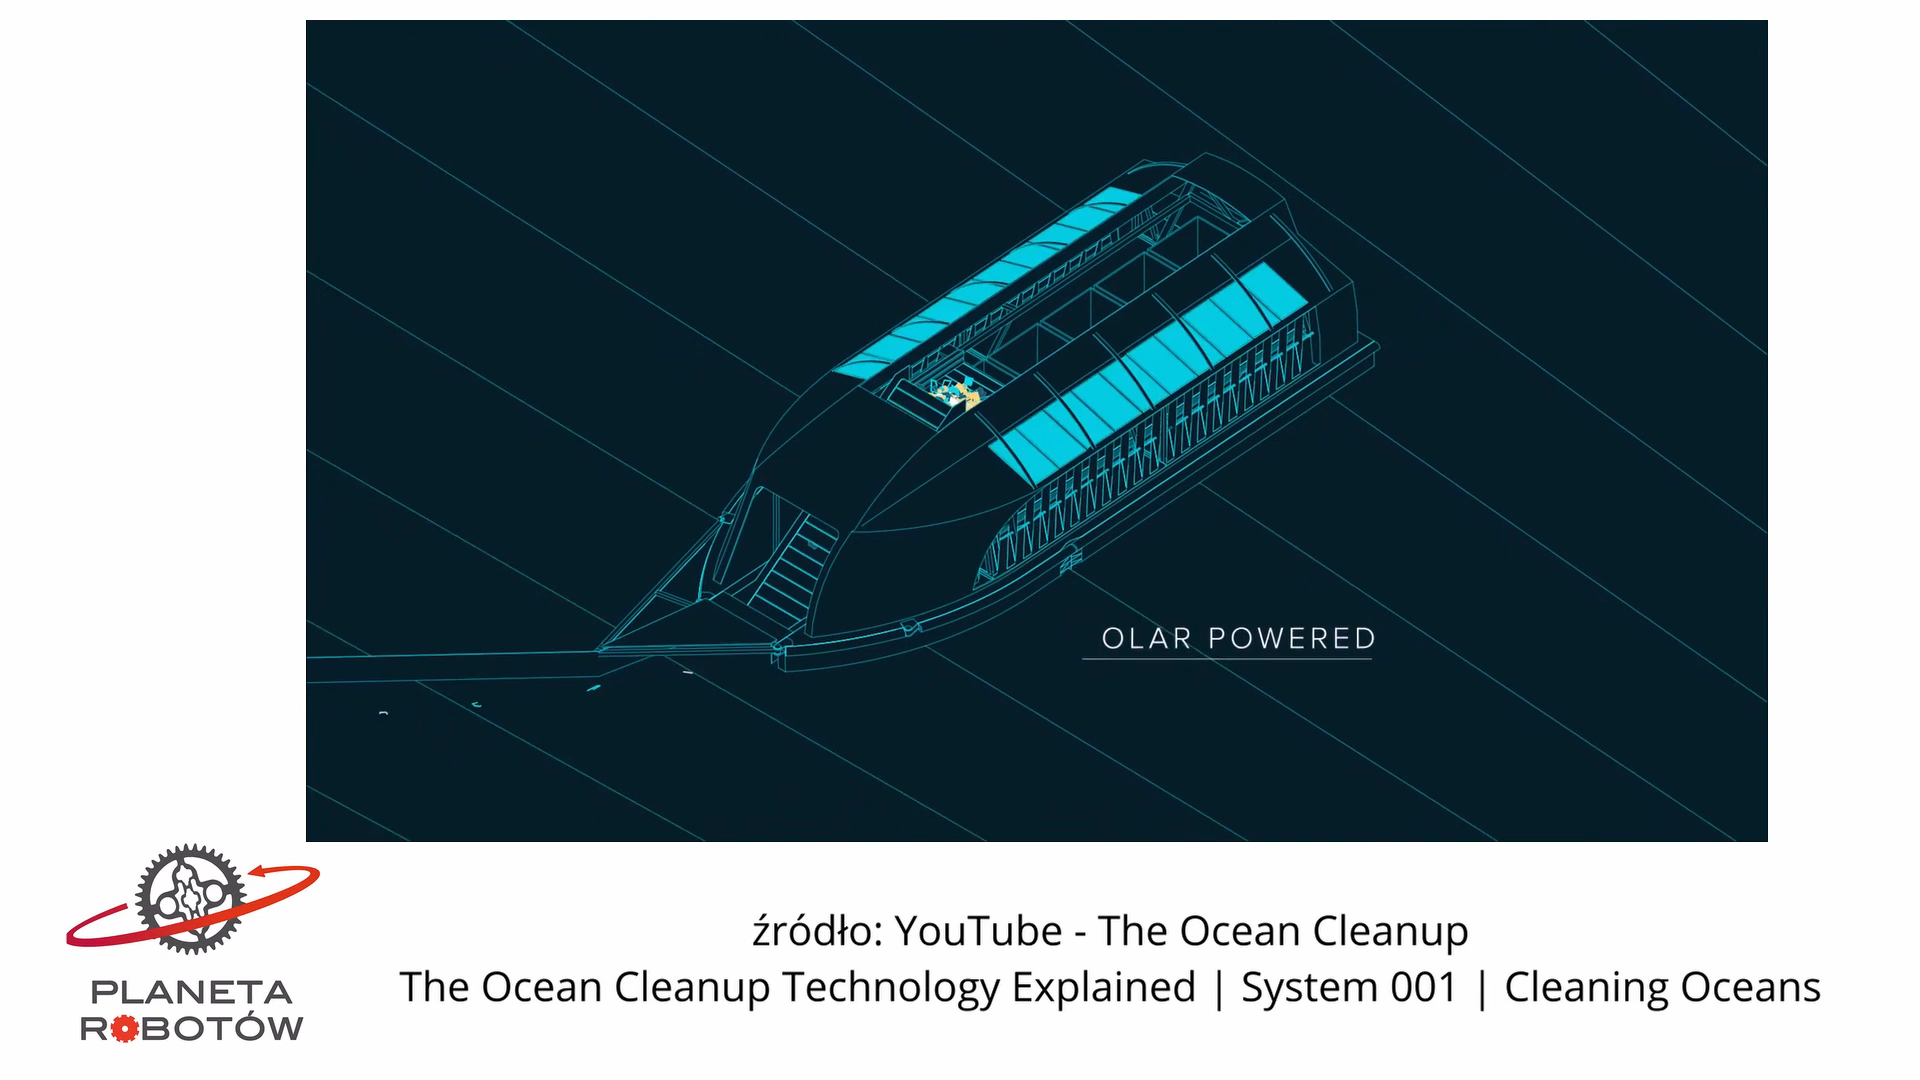 OLAR POWERED
źródło: YouTube - The Ocean Cleanup
The Ocean Cleanup Technology Explained | System 001 | Cleaning Oceans
PLANETA
ROBOTÓW